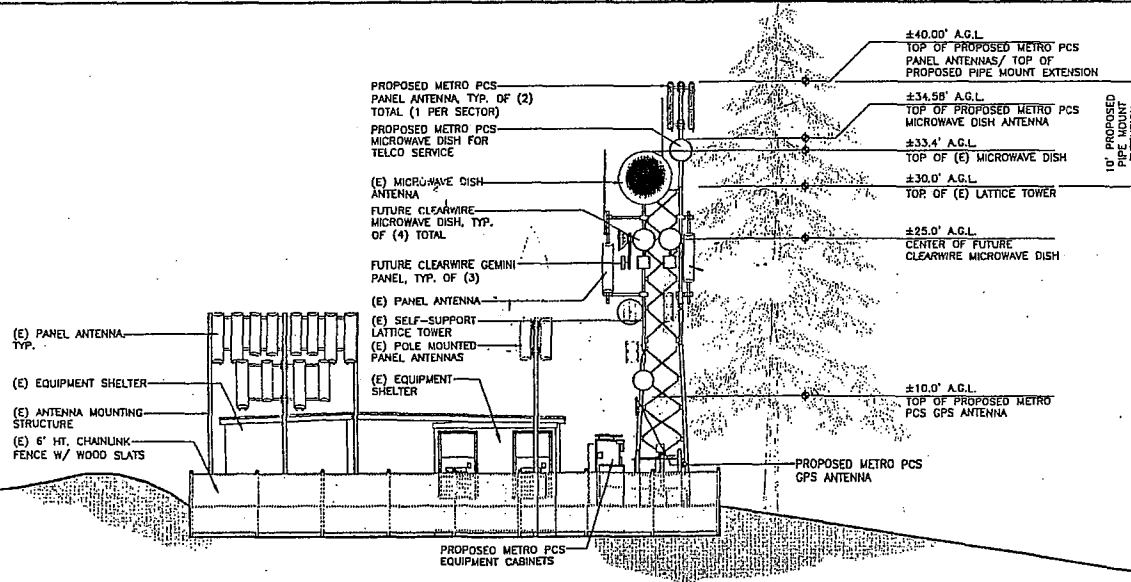 PROPOSED METRO PCS
PANEL ANTENNA, TYP. OF (2)
TOTAL (1 PER SECTOR)
PROPOSED METRO PCS
MICROWAVE DISH FOR
TELCO SERVICE
(E) MICROWAVE DISH
ANTENNA
FUTURE CLEARWIRE
MICROWAVE DISH, TYP.
OF (4) TOTAL
FUTURE CLEARWIRE GEMINI
PANEL, TYP. OF (3)
(E) PANEL ANTENNA
(E) SELF-SUPPORT
LATTICE TOWER
(E) POLE MOUNTED
PANEL ANTENNAS
(E) EQUIPMENT
SHELTER
(E) PANEL ANTENNA,
TYP.
(E) EQUIPMENT SHELTER
(E) ANTENNA MOUNTING
STRUCTURE
(E) 6' HT. CHAINLINK
FENCE W/ WOOD SLATS
PROPOSED METRO PCS
EQUIPMENT CABINETS
±40.00' A.G.L.
TOP OF PROPOSED METRO PCS
PANEL ANTENNAS/ TOP OF
PROPOSED PIPE MOUNT EXTENSION
±34.58' A.G.L.
TOP OF PROPOSED METRO PCS
MICROWAVE DISH ANTENNA
±33.4' A.G.L.
TOP OF (E) MICROWAVE DISH
±30.0' A.G.L.
TOP OF (E) LATTICE TOWER
±25.0' A.G.L.
CENTER OF FUTURE
CLEARWIRE MICROWAVE DISH
±10.0' A.G.L.
TOP OF PROPOSED METRO
PCS GPS ANTENNA
PROPOSED METRO PCS
GPS ANTENNA
10' PROPOSED
PIPE MOUNT